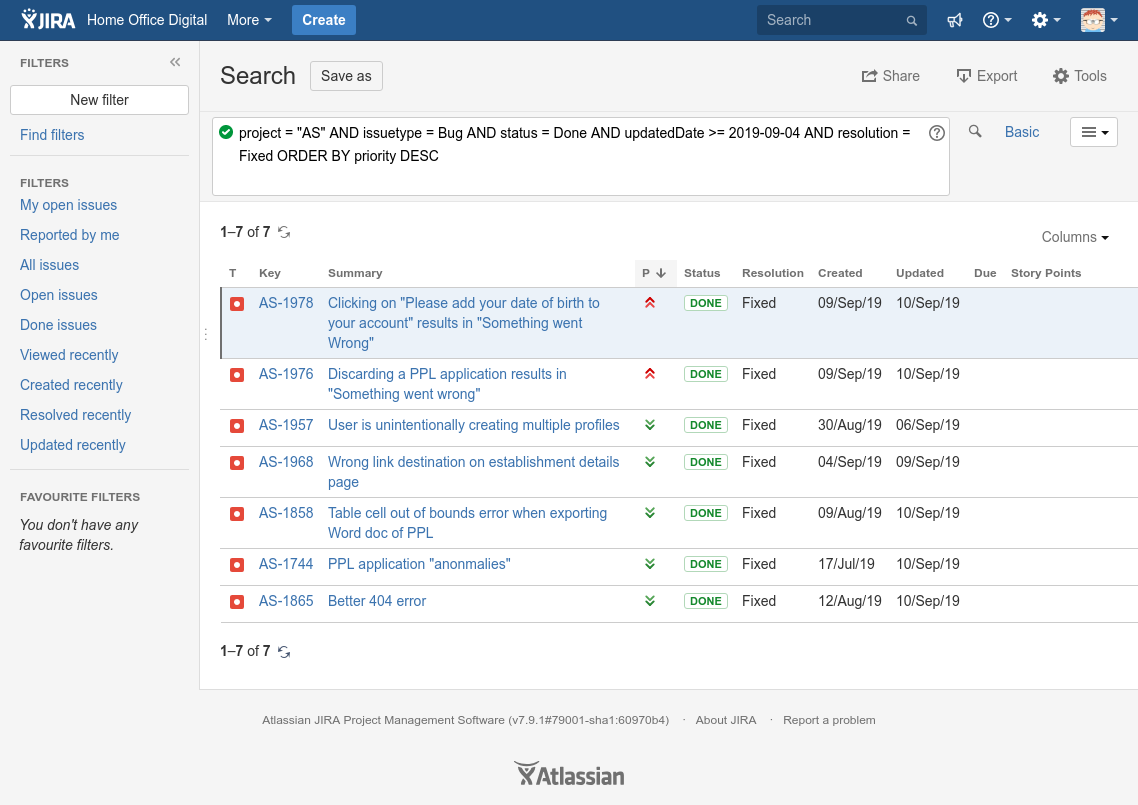 JIRA Home Office Digital More Create Search
FILTERS
New filter
Find filters
FILTERS
My open issues
Reported by me
All issues
Open issues
Done issues
Viewed recently
Created recently
Resolved recently
Updated recently
FAVOURITE FILTERS
You don't have any
favourite filters.
Search Save as Share Export Tools
project = "AS" AND issuetype = Bug AND status = Done AND updatedDate >= 2019-09-04 AND resolution =
Fixed ORDER BY priority DESC
Basic
1–7 of 7
Columns
T Key Summary P Status Resolution Created Updated Due Story Points
AS-1978 Clicking on "Please add your date of birth to DONE Fixed 09/Sep/19 10/Sep/19
your account" results in "Something went
Wrong"
AS-1976 Discarding a PPL application results in DONE Fixed 09/Sep/19 10/Sep/19
"Something went wrong"
AS-1957 User is unintentionally creating multiple profiles DONE Fixed 30/Aug/19 06/Sep/19
AS-1968 Wrong link destination on establishment details DONE Fixed 04/Sep/19 09/Sep/19
page
AS-1858 Table cell out of bounds error when exporting DONE Fixed 09/Aug/19 10/Sep/19
Word doc of PPL
AS-1744 PPL application "anonmalies" DONE Fixed 17/Jul/19 10/Sep/19
AS-1865 Better 404 error DONE Fixed 12/Aug/19 10/Sep/19
1–7 of 7
Atlassian JIRA Project Management Software (v7.9.1#79001-sha1:60970b4) · About JIRA · Report a problem
Atlassian